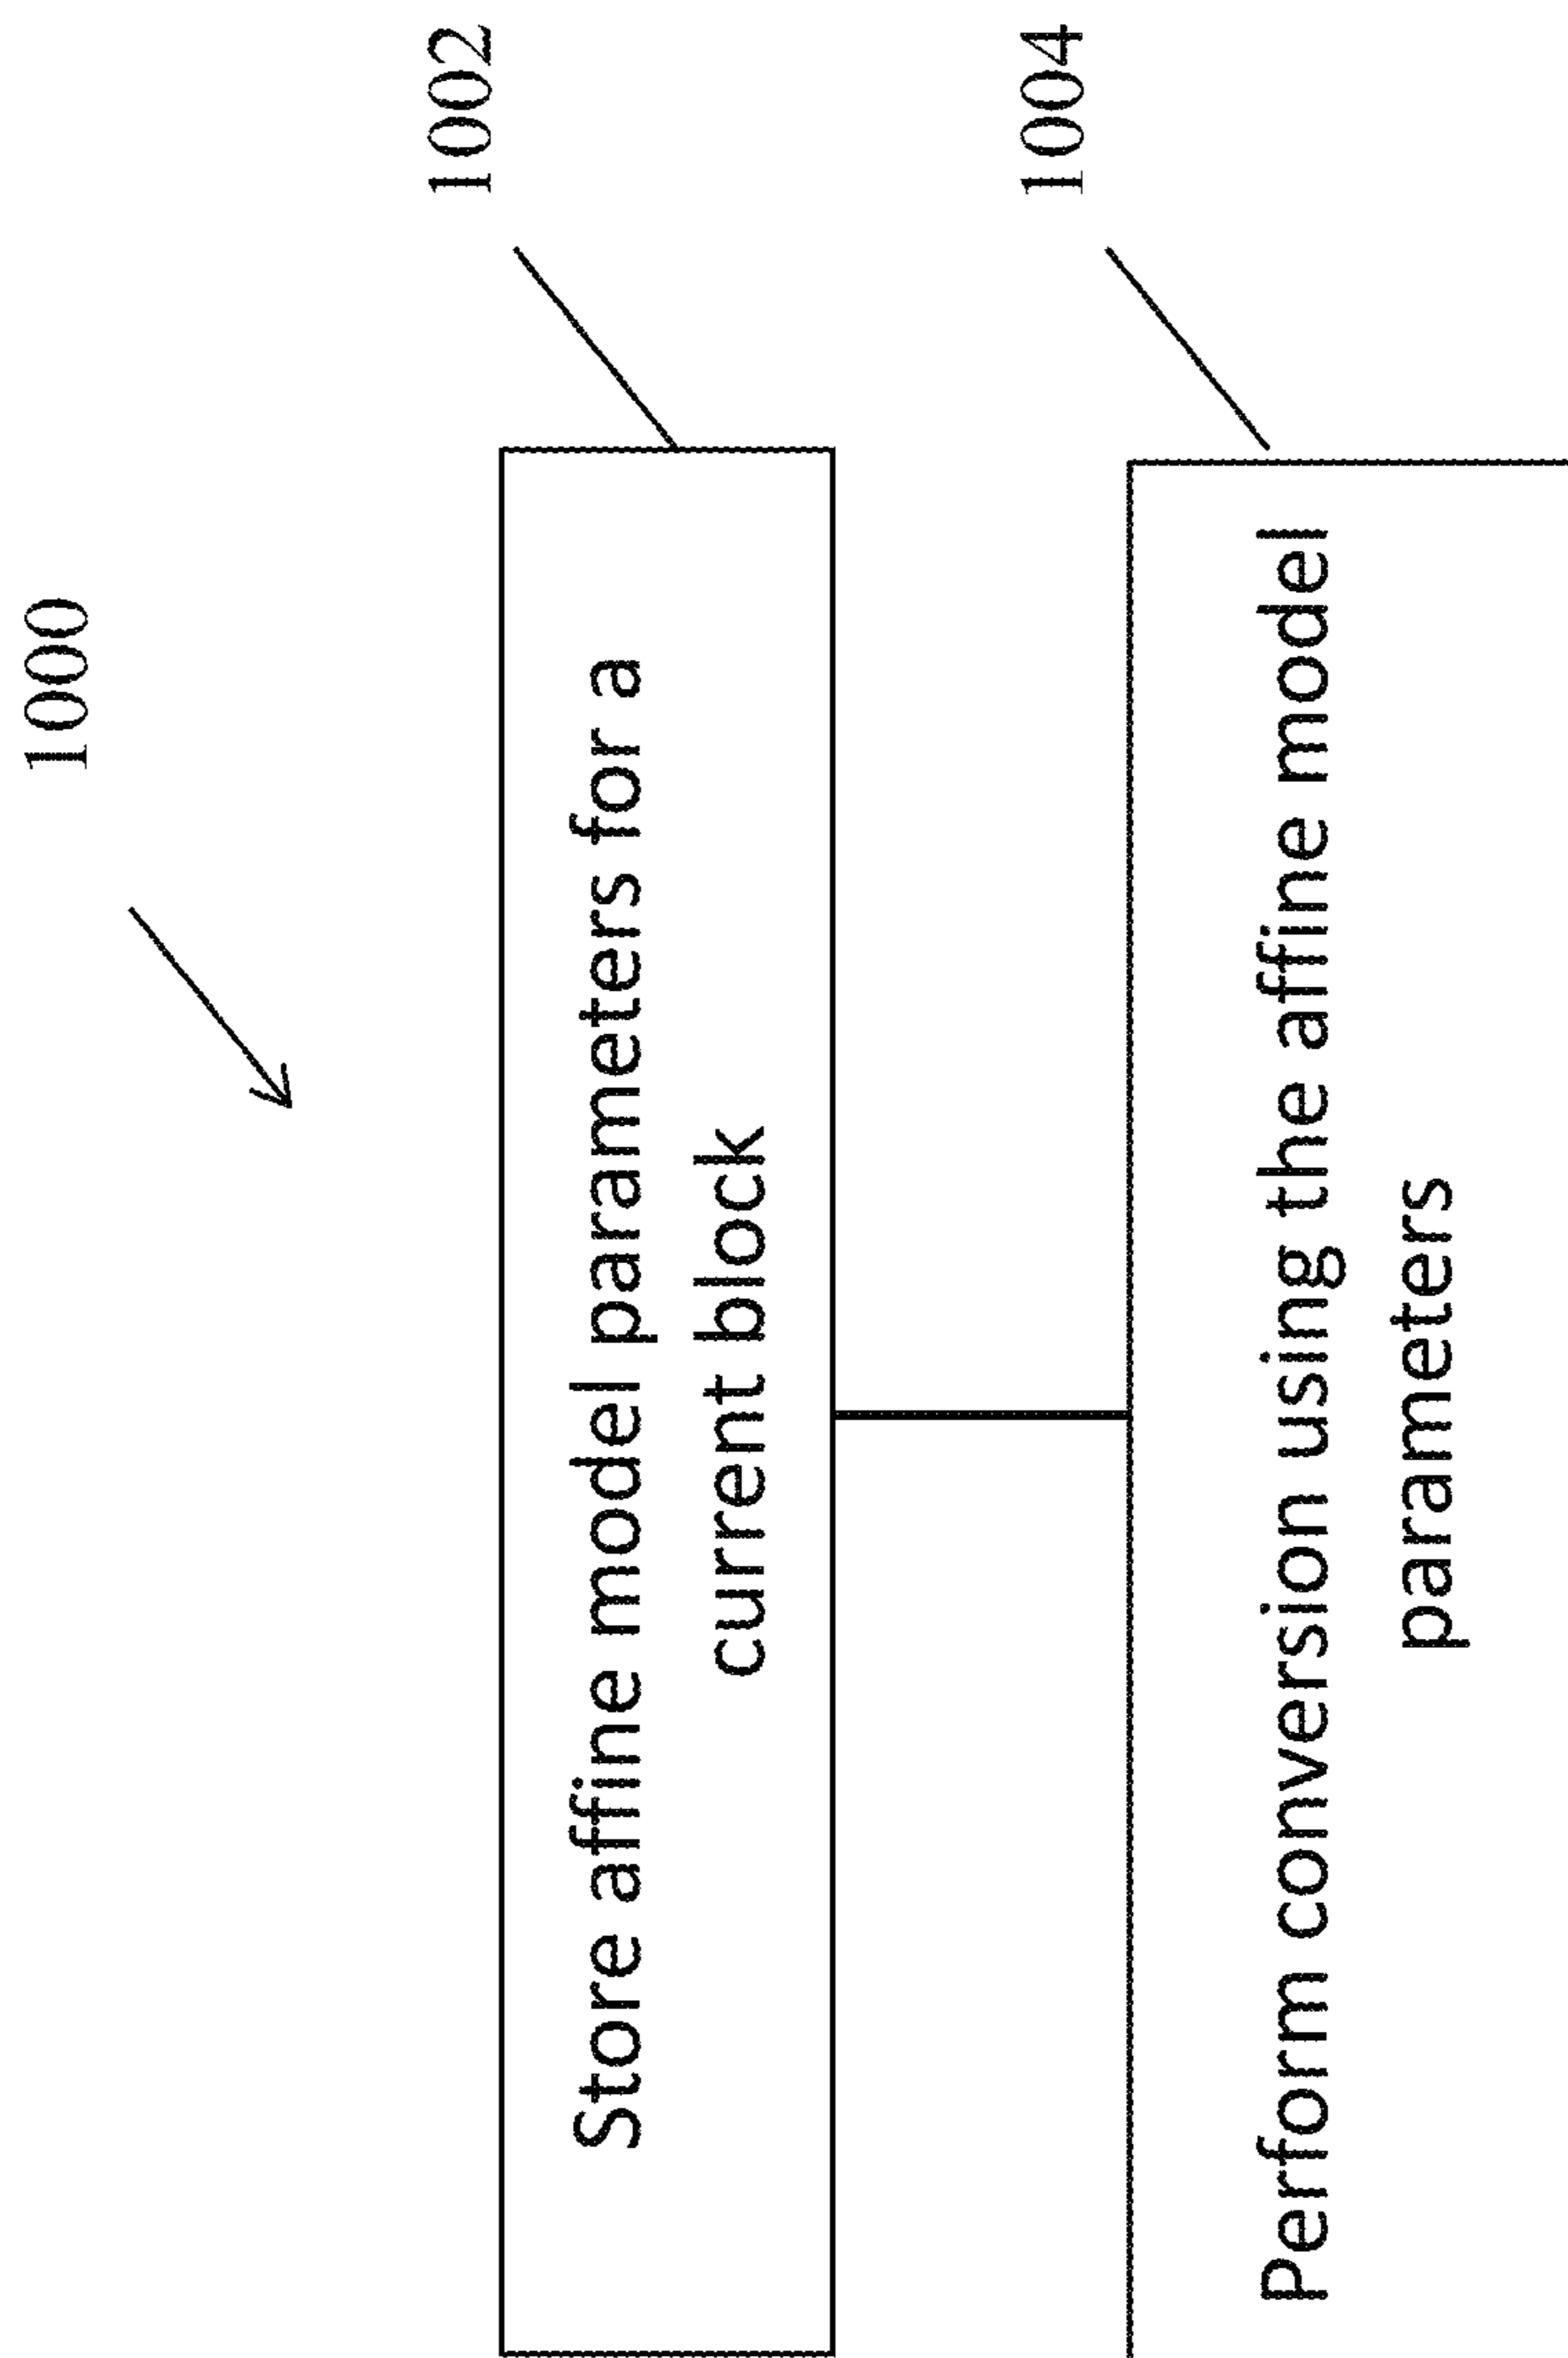 1000
1002
Store affine model parameters for a
current block
1004
Perform conversion using the affine model
parameters